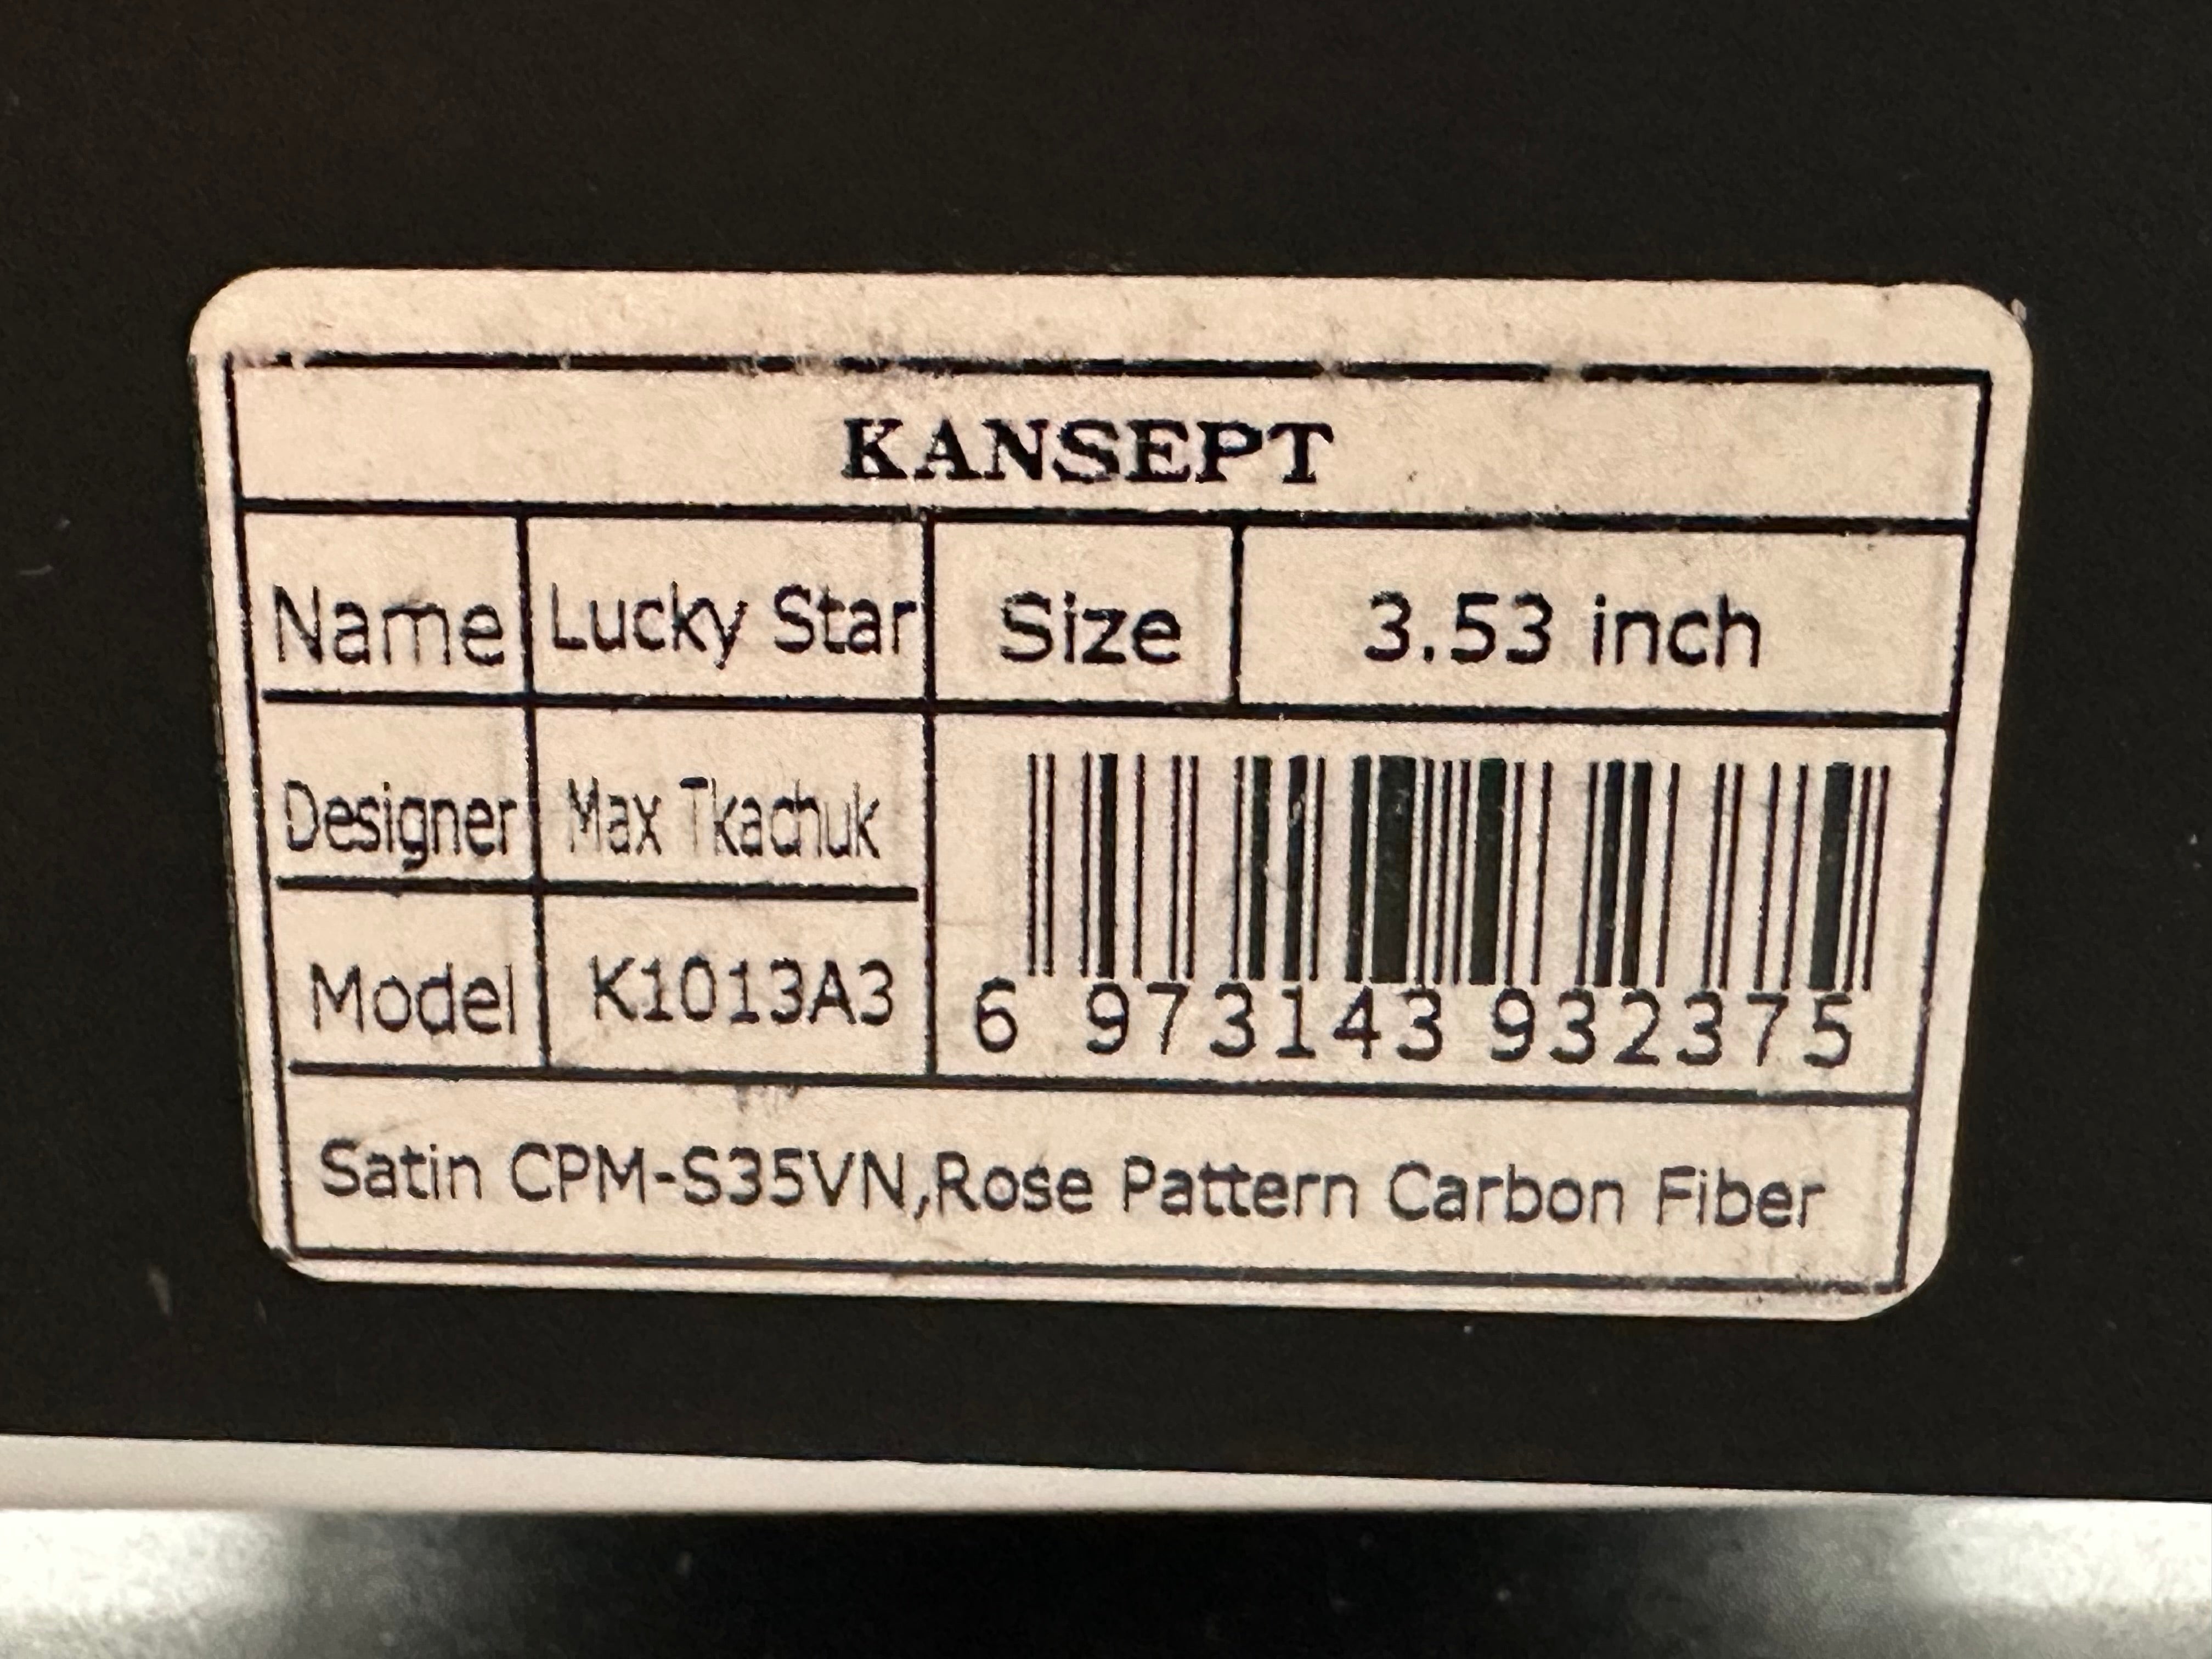 KANSEPT
Name Lucky Star Size 3.53 inch
Designer Max Tkachuk
Model K1013A3
6 973143 932375
Satin CPM-S35VN,Rose Pattern Carbon Fiber